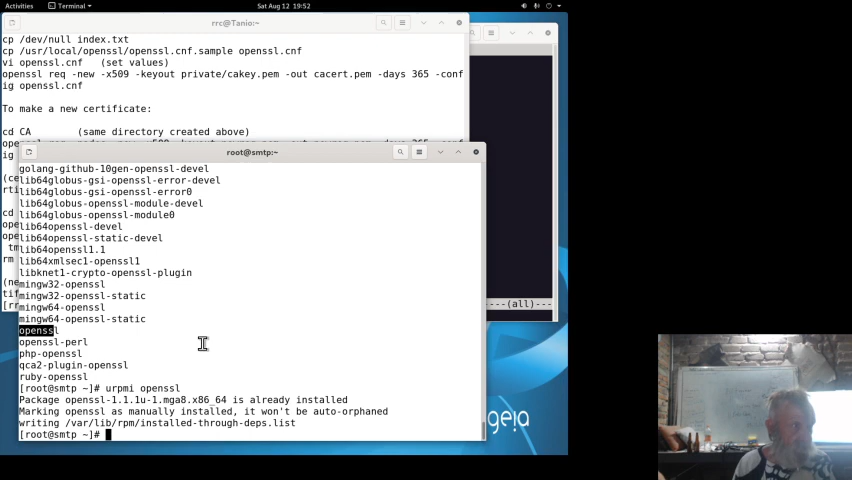 Activities Terminal Sat Aug 12 19:52
rrc@Tanio:~
cp /dev/null index.txt
cp /usr/local/openssl/openssl.cnf.sample openssl.cnf
vi openssl.cnf (set values)
openssl req -new -x509 -keyout private/cakey.pem -out cacert.pem -days 365 -conf
ig openssl.cnf
To make a new certificate:
cd CA (same directory created above)
root@smtp:~
golang-github-10gen-openssl-devel
lib64globus-gsi-openssl-error-devel
lib64globus-gsi-openssl-error0
lib64globus-openssl-module-devel
lib64globus-openssl-module0
lib64openssl-devel
lib64openssl-static-devel
lib64openssl1.1
lib64xmlsec1-openssl1
libknet1-crypto-openssl-plugin
mingw32-openssl
mingw32-openssl-static
mingw64-openssl
mingw64-openssl-static
openssl
openssl-perl
php-openssl
qca2-plugin-openssl
ruby-openssl
[root@smtp ~]# urpmi openssl
Package openssl-1.1.1u-1.mga8.x86_64 is already installed
Marking openssl as manually installed, it won't be auto-orphaned
writing /var/lib/rpm/installed-through-deps.list
[root@smtp ~]#
----(all)----
geia